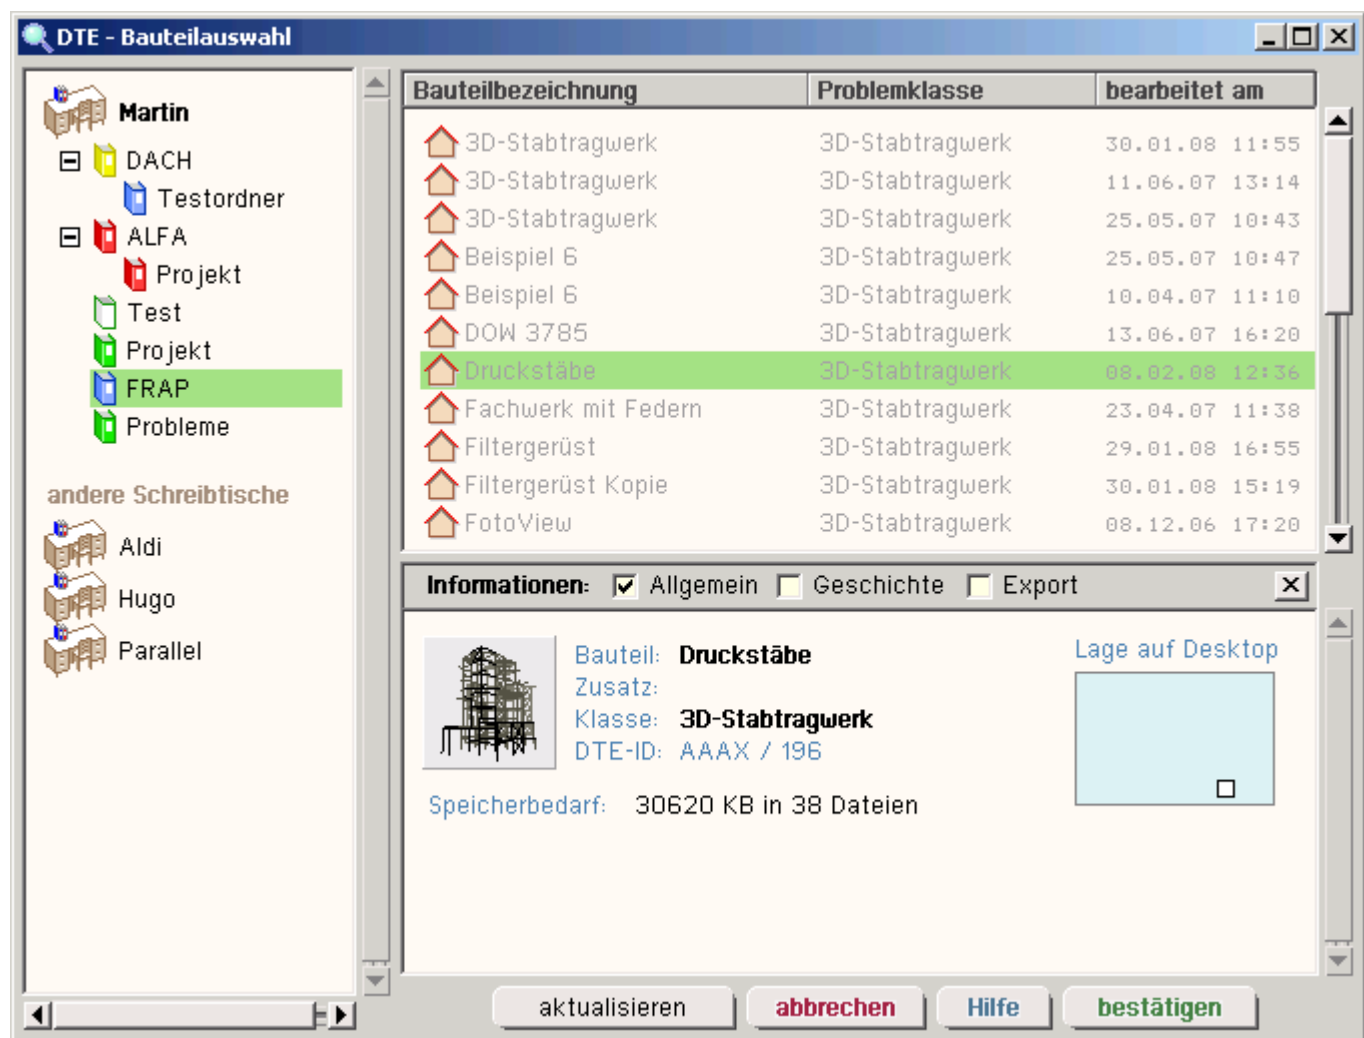 DTE - Bauteilauswahl
Martin
DACH
Testordner
ALFA
Projekt
Test
Projekt
FRAP
Probleme
andere Schreibtische
Aldi
Hugo
Parallel
Bauteilbezeichnung Problemklasse bearbeitet am
3D-Stabtragwerk 3D-Stabtragwerk 30.01.08 11:55
3D-Stabtragwerk 3D-Stabtragwerk 11.06.07 13:14
3D-Stabtragwerk 3D-Stabtragwerk 25.05.07 10:43
Beispiel 6 3D-Stabtragwerk 25.05.07 10:47
Beispiel 6 3D-Stabtragwerk 10.04.07 11:10
DOW 3785 3D-Stabtragwerk 13.06.07 16:20
Druckstäbe 3D-Stabtragwerk 08.02.08 12:36
Fachwerk mit Federn 3D-Stabtragwerk 23.04.07 11:38
Filtergerüst 3D-Stabtragwerk 29.01.08 16:55
Filtergerüst Kopie 3D-Stabtragwerk 30.01.08 15:19
FotoView 3D-Stabtragwerk 08.12.06 17:20
Informationen: Allgemein Geschichte Export
Bauteil: Druckstäbe
Zusatz:
Klasse: 3D-Stabtragwerk
DTE-ID: AAAX / 196
Lage auf Desktop
Speicherbedarf: 30620 KB in 38 Dateien
aktualisieren abbrechen Hilfe bestätigen